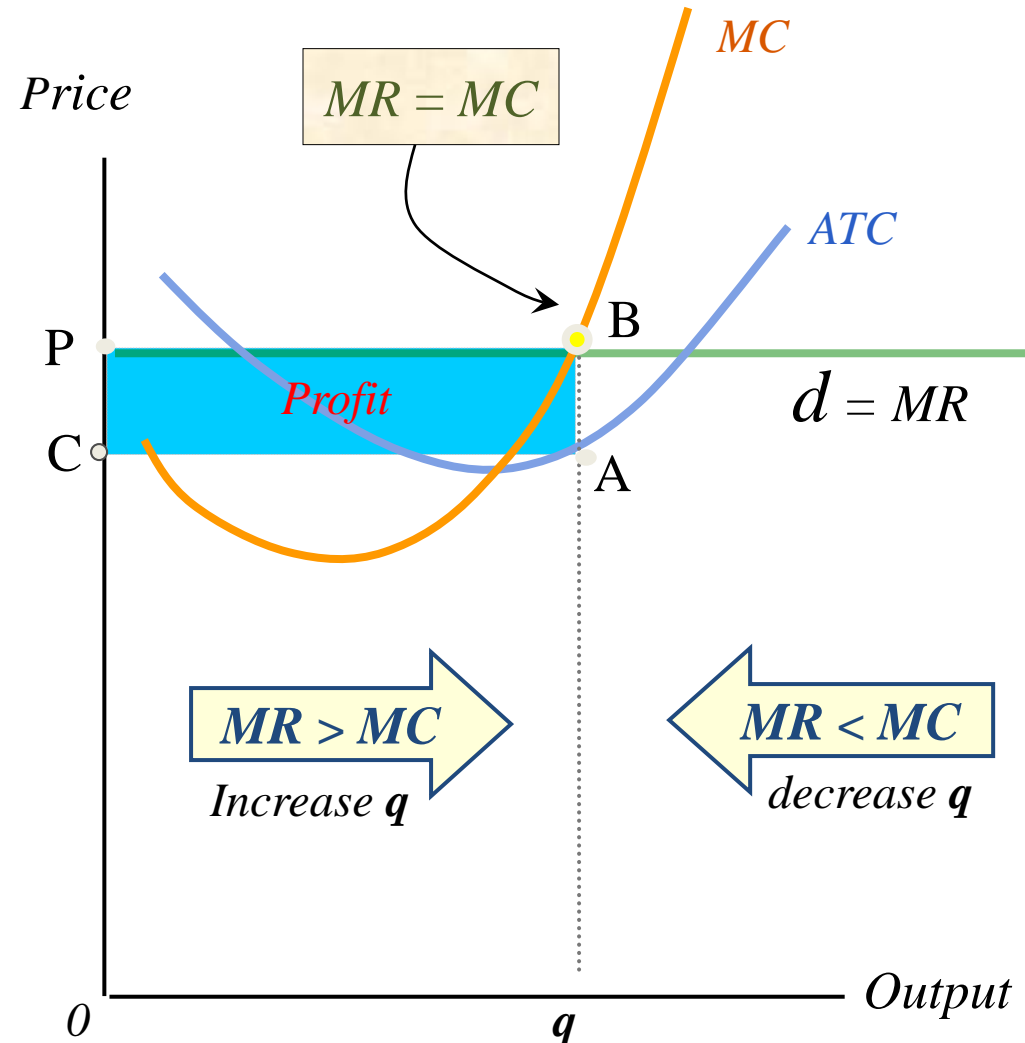 MC
Price
MR = MC
ATC
B
P
Profit
d = MR
C
A
MR > MC
MR < MC
Increase q
decrease q
Output
0
q